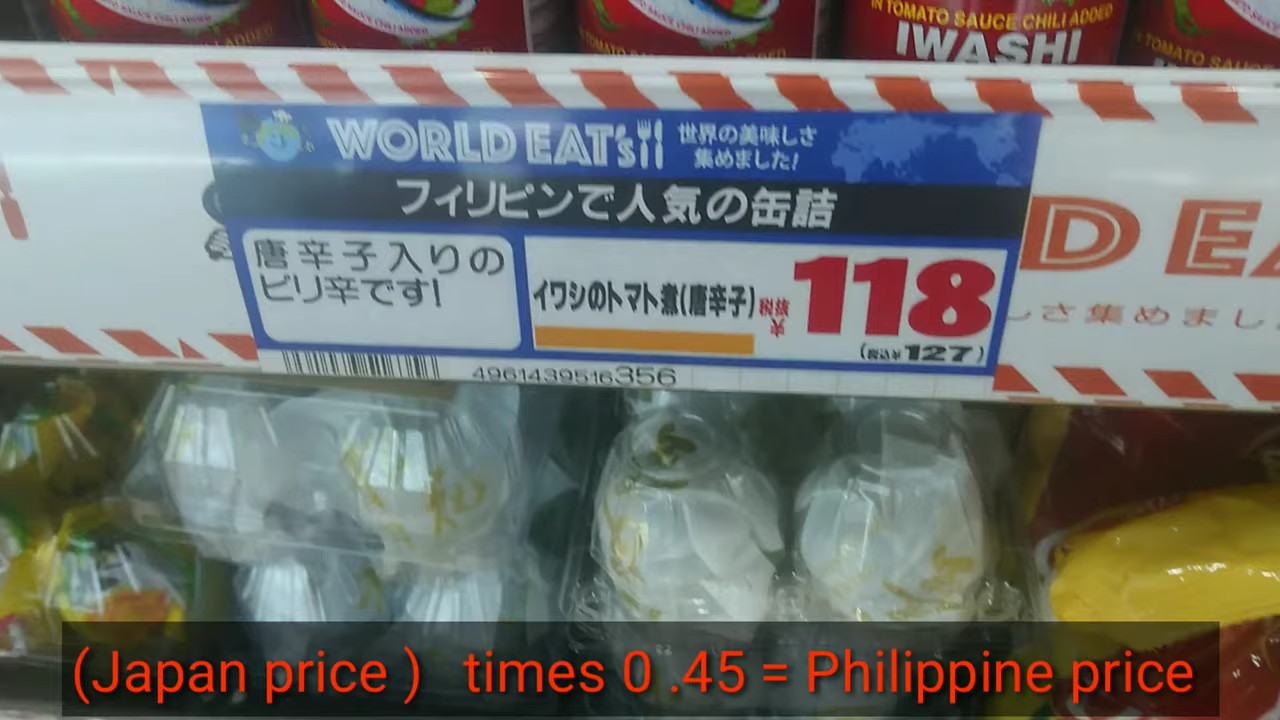 SAUCE CHILI ADDED
IN TOMATO SAUCE CHILI ADDED
IWASHI
TOMATO SAUCE
WORLD EAT's
世界の美味しさ
集めました!
フィリピンで人気の缶詰
唐辛子入りの
ピリ辛です!
イワシのトマト煮(唐辛子)
税抜
¥
118
(税込¥127)
4961439516356
D EA
しさ集めまし
(Japan price ) times 0 .45 = Philippine price